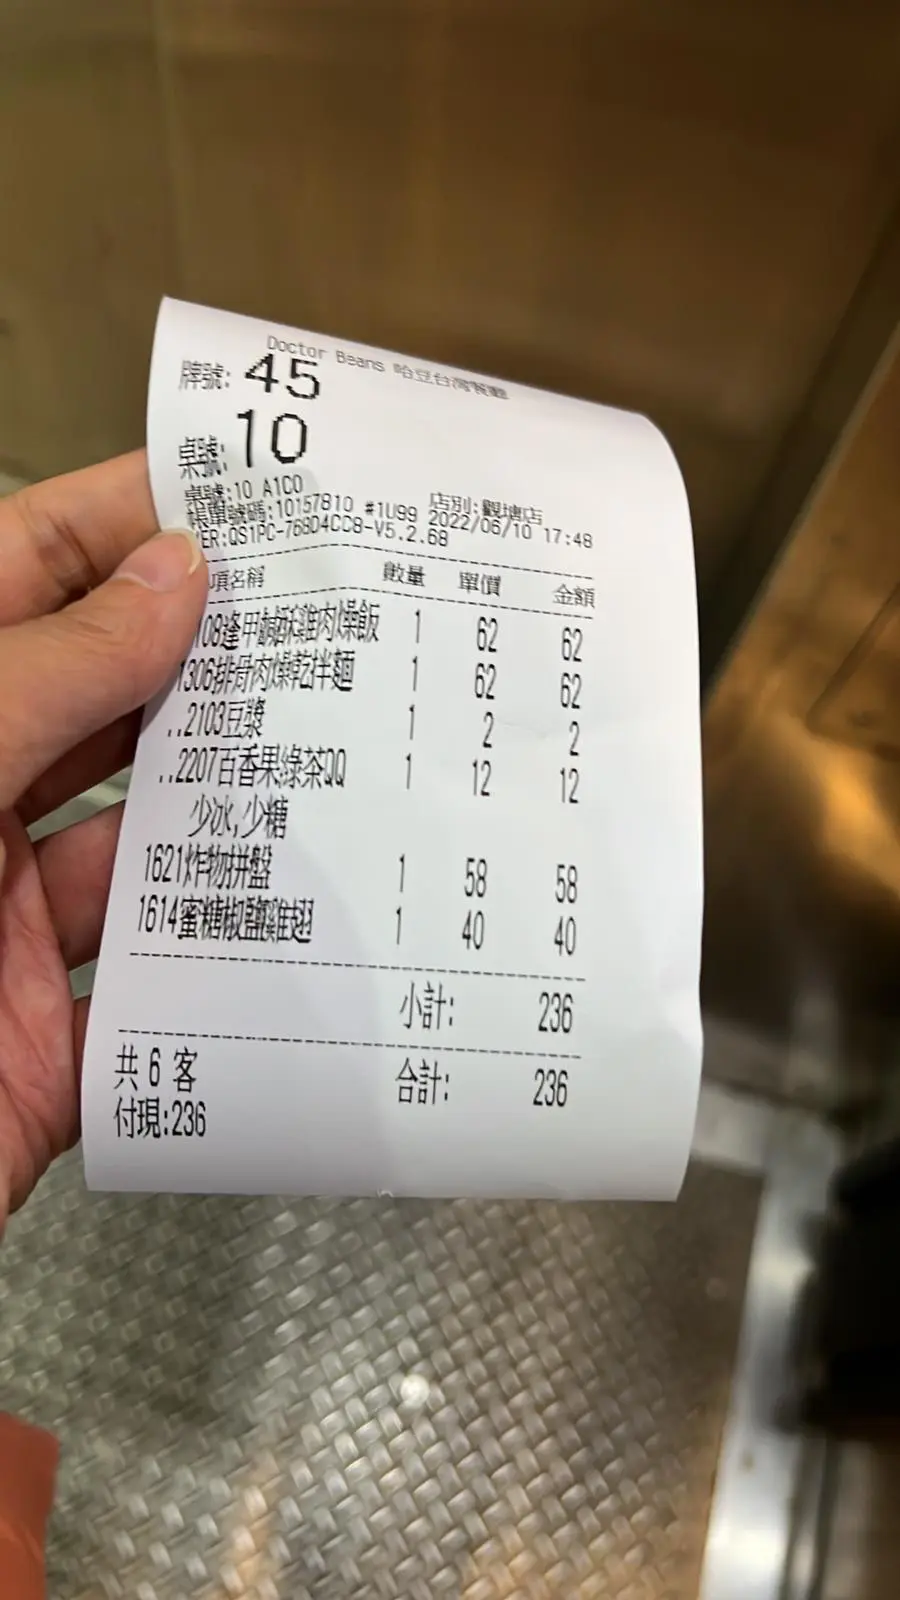 Doctor Beans 哈豆台灣餐廳
牌號: 45
桌號: 10
桌號:10 A1CO 店別:觀塘店
帳單號碼:10157810 #1U99 2022/06/10 17:48
VER:QS1PC-768D4CC8-V5.2.68
項名稱 數量 單價 金額
108逢甲鹹酥雞肉燥飯 1 62 62
1306排骨肉燥乾拌麵 1 62 62
..2103豆漿 1 2 2
..2207百香果綠茶QQ 1 12 12
少冰,少糖
1621炸物拼盤 1 58 58
1614蜜糖椒鹽雞翅 1 40 40
小計: 236
共 6 客 合計: 236
付現:236